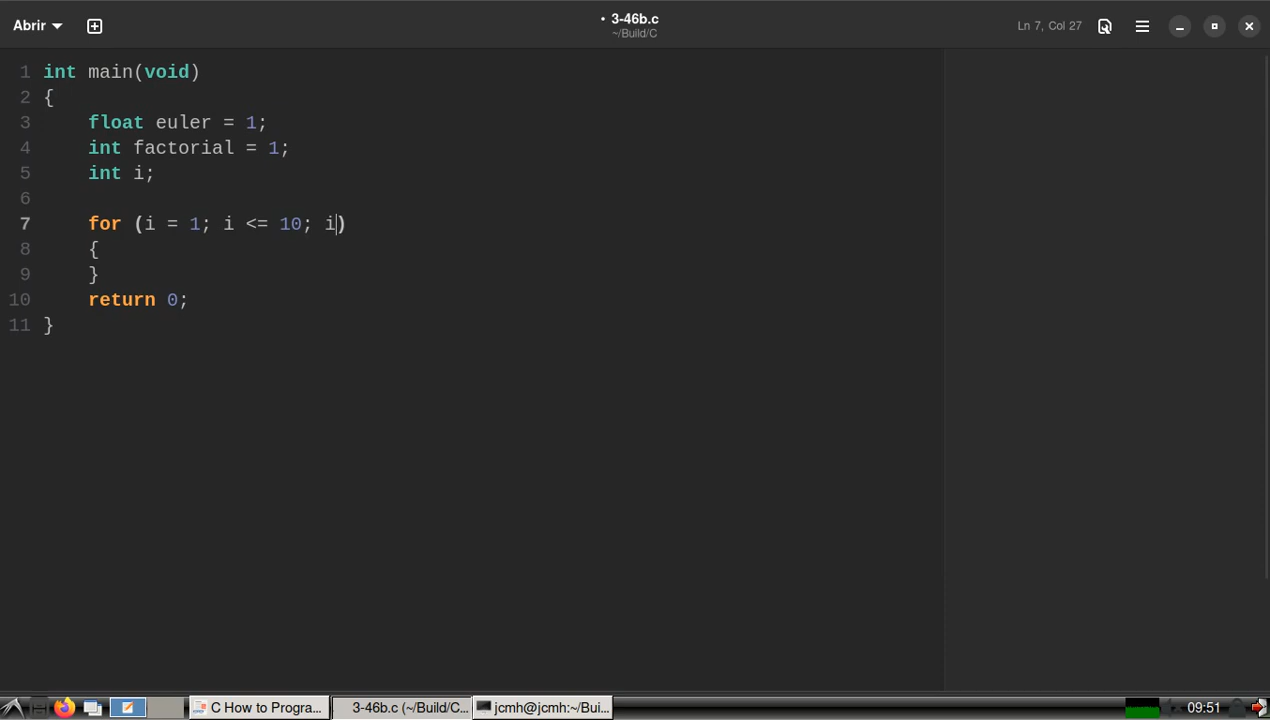 Abrir
• 3-46b.c
~/Build/C
Ln 7, Col 27
1 int main(void)
2 {
3     float euler = 1;
4     int factorial = 1;
5     int i;
6
7     for (i = 1; i <= 10; i)
8     {
9     }
10     return 0;
11 }
C How to Progra...
3-46b.c (~/Build/C...
jcmh@jcmh:~/Bui...
09:51